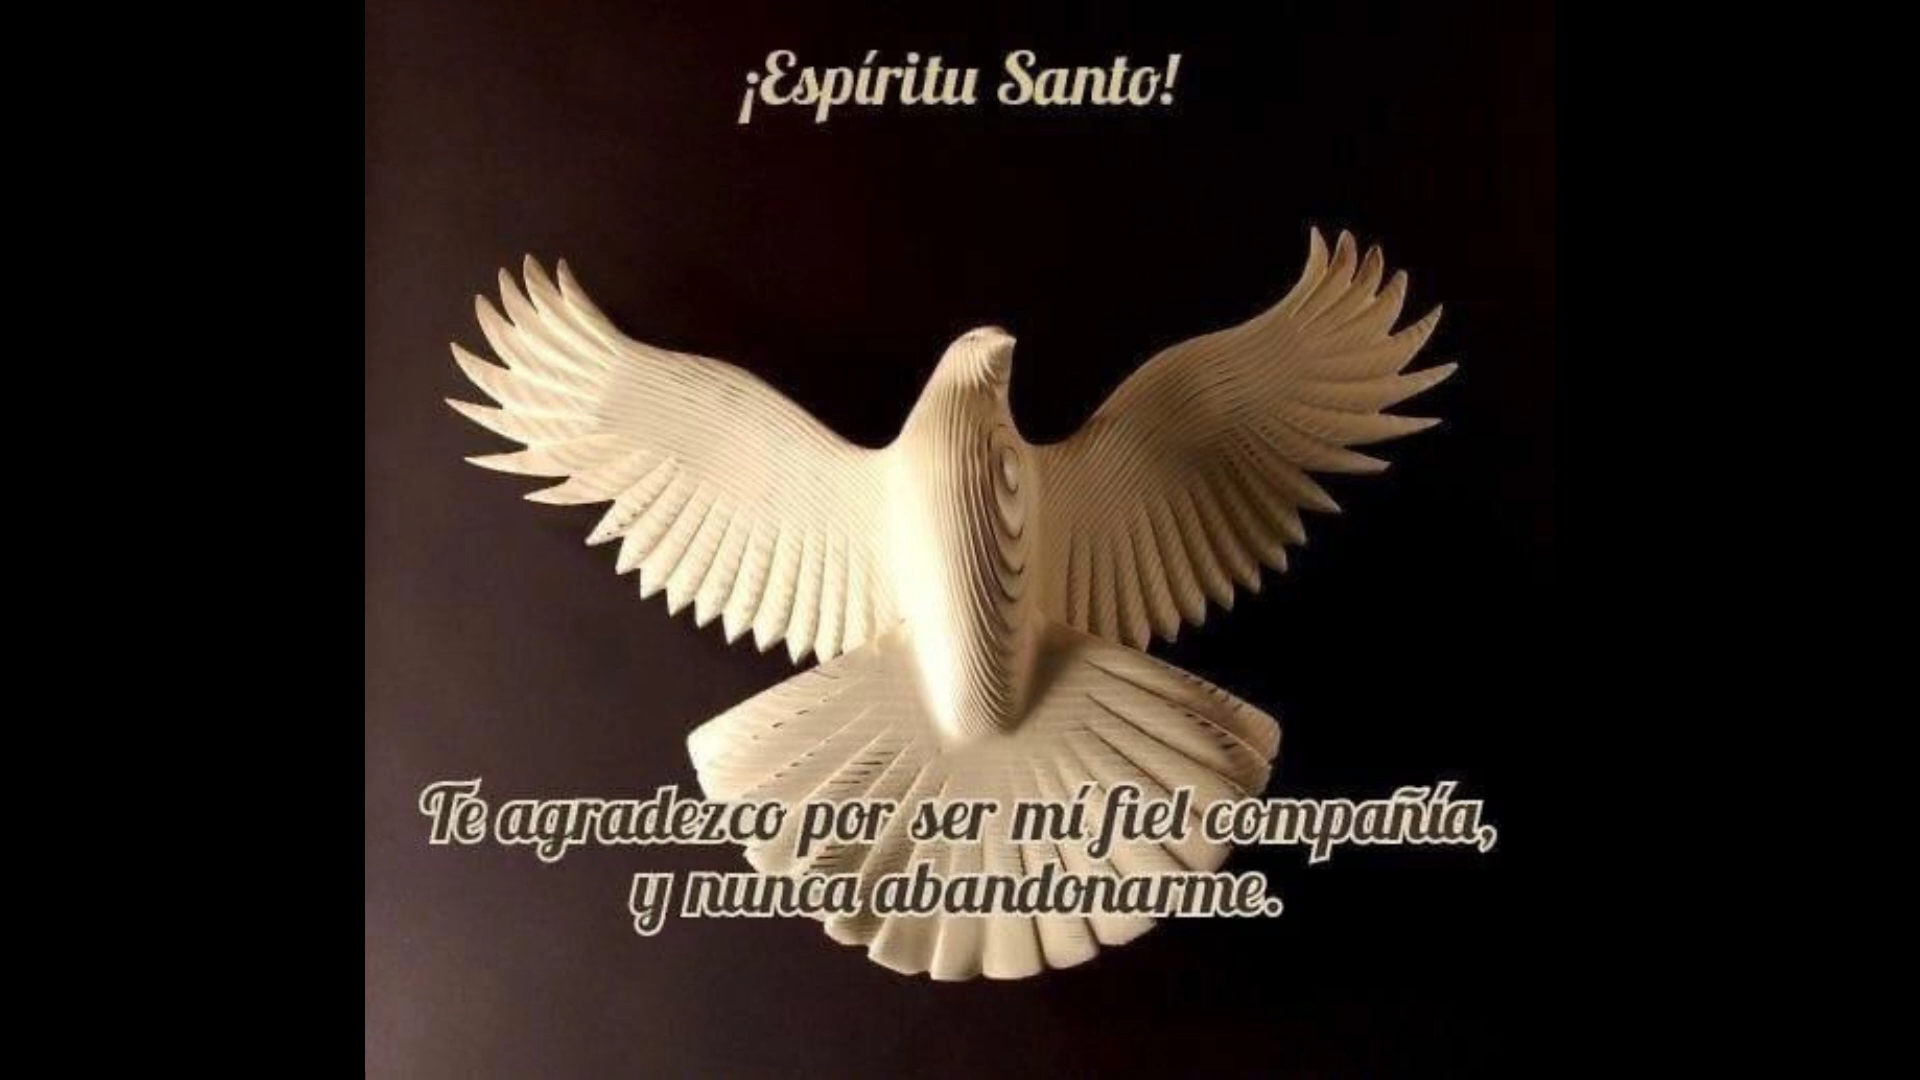 ¡Espíritu Santo!
Te agradezco por ser mí fiel compañía,
y nunca abandonarme.